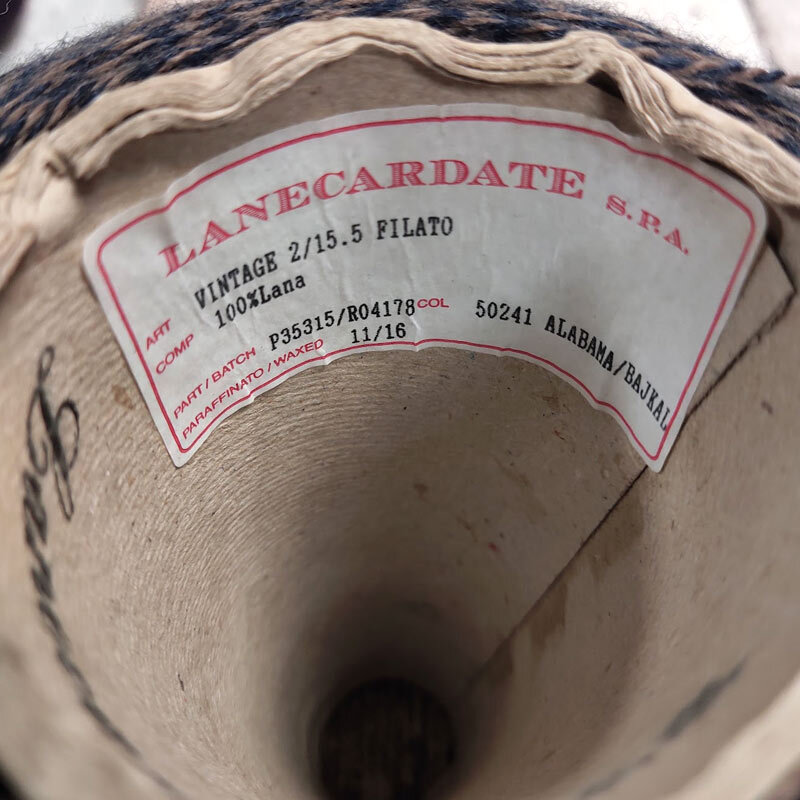 LANECARDATE S.P.A.
ART VINTAGE 2/15.5 FILATO
COMP 100%Lana
PART/BATCH P35315/R04178 COL 50241 ALABAMA/BAJKAL
PARAFFINATO/WAXED 11/16